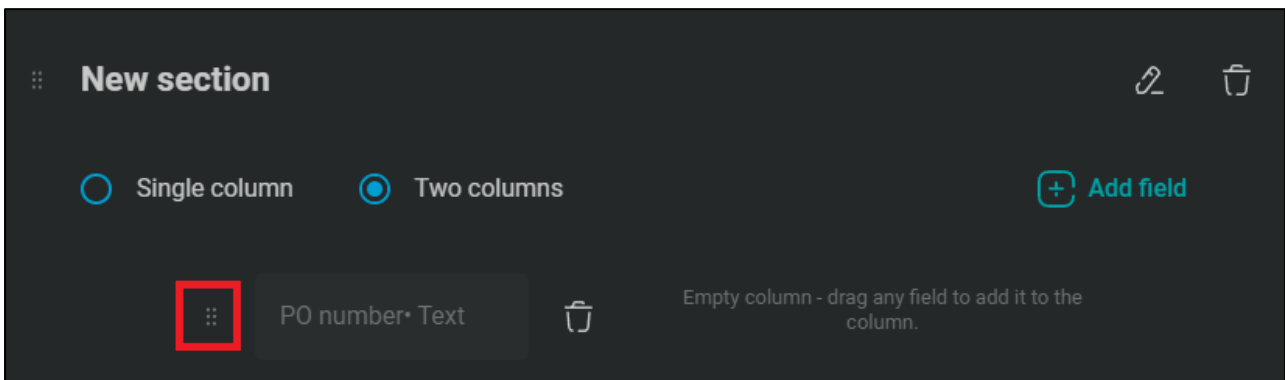 New section
Single column
Two columns
Add field
PO number• Text
Empty column - drag any field to add it to the
column.